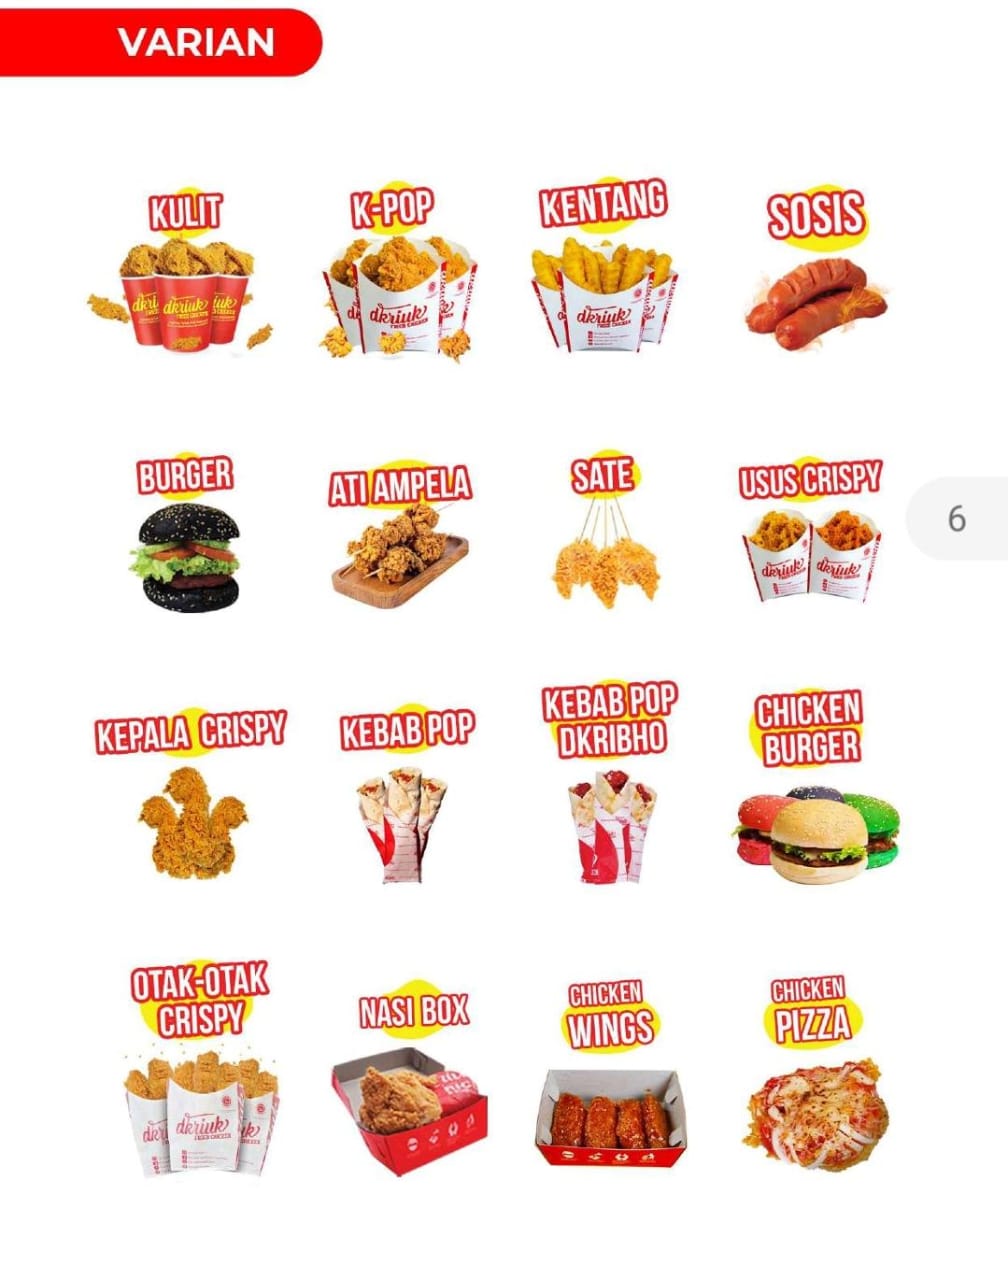 VARIAN
KULIT
K-POP
KENTANG
SOSIS
dkriuk
FRIED CHICKEN
dkriuk
FRIED CHICKEN
dkriuk
FRIED CHICKEN
BURGER
ATI AMPELA
SATE
USUS CRISPY
6
dkriuk
dkriuk
KEPALA CRISPY
KEBAB POP
KEBAB POP
DKRIBHO
CHICKEN
BURGER
OTAK-OTAK
CRISPY
NASI BOX
CHICKEN
WINGS
CHICKEN
PIZZA
dkriuk
FRIED CHICKEN